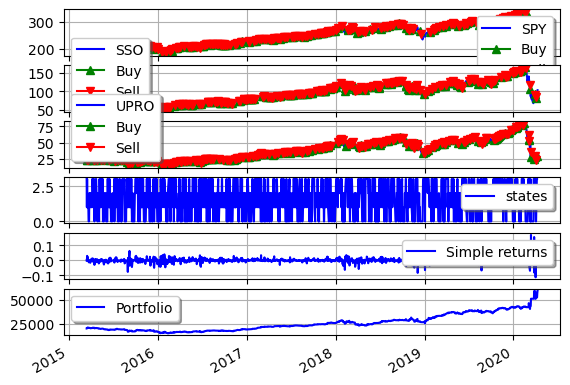 300
200
SPY
Buy
SSO
Buy
Sell
150
100
50
UPRO
Buy
Sell
75
50
25
2.5
0.0
states
0.1
0.0
−0.1
Simple returns
50000
25000
Portfolio
2015
2016
2017
2018
2019
2020